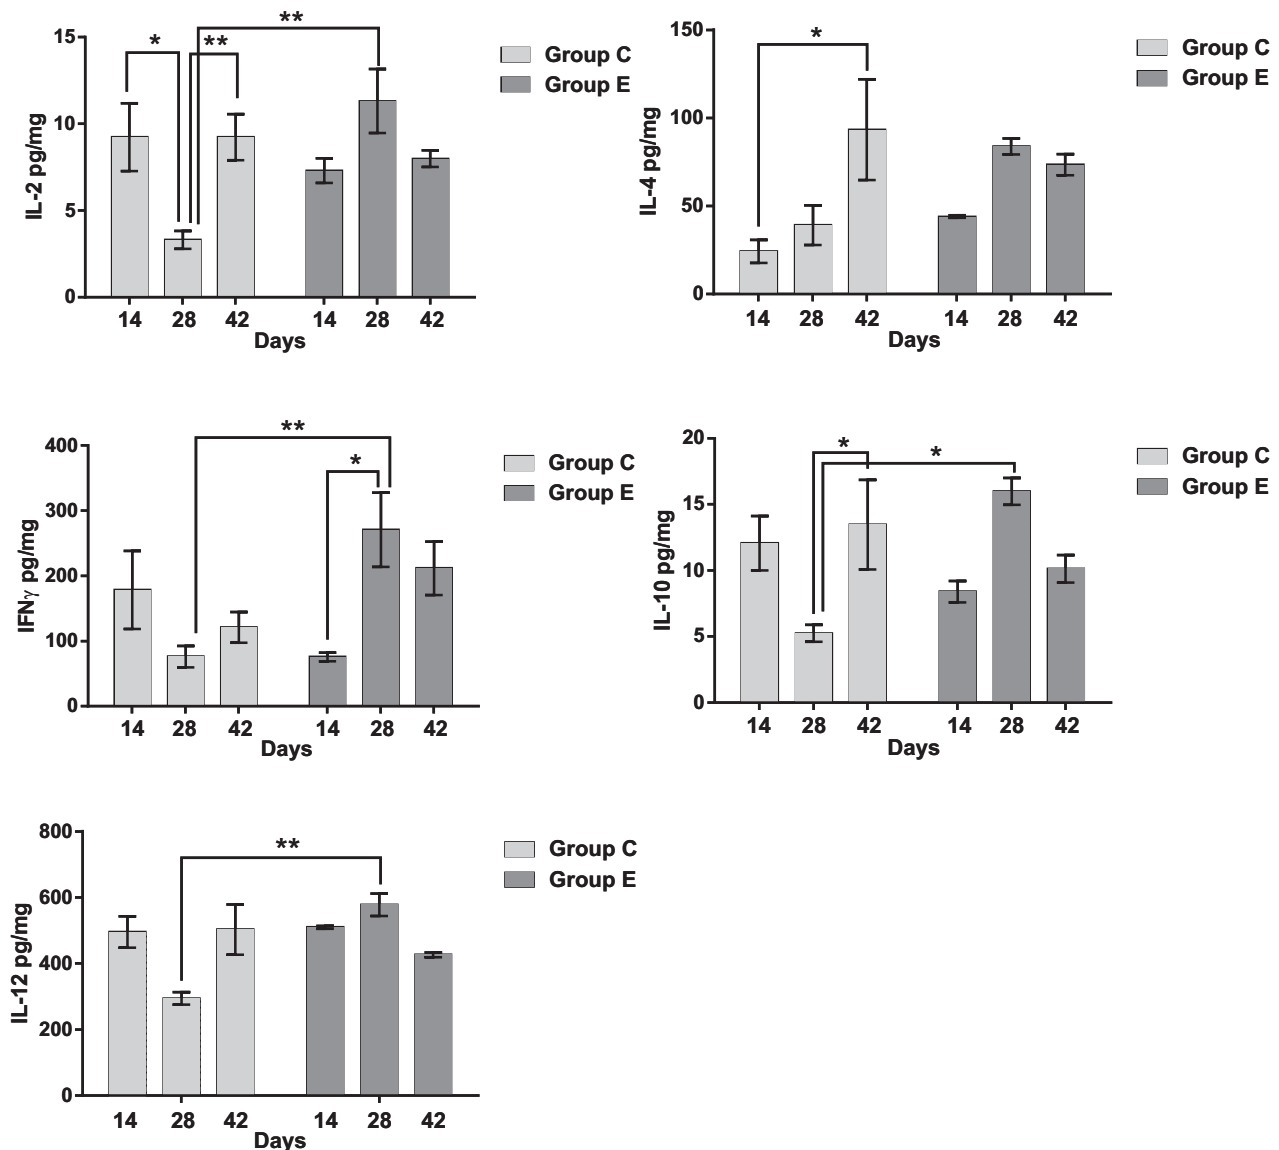 **
* **
15
10
5
0
IL-2 pg/mg
14 28 42 14 28 42
Days
Group C
Group E
*
150
100
50
0
IL-4 pg/mg
14 28 42 14 28 42
Days
Group C
Group E
**
*
400
300
200
100
0
IFNγ pg/mg
14 28 42 14 28 42
Days
Group C
Group E
* *
20
15
10
5
0
IL-10 pg/mg
14 28 42 14 28 42
Days
Group C
Group E
**
800
600
400
200
0
IL-12 pg/mg
14 28 42 14 28 42
Days
Group C
Group E